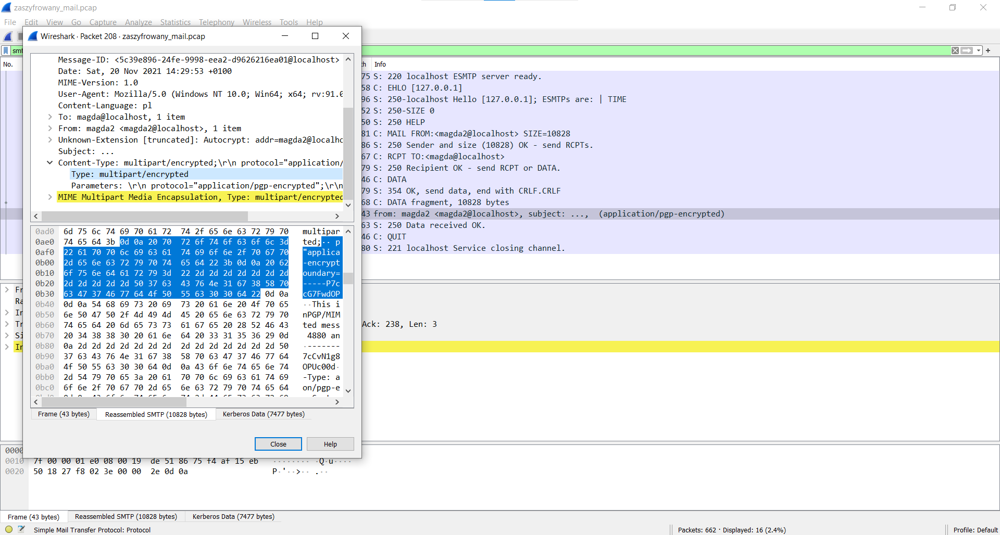 zaszyfrowany_mail.pcap
File Edit View Go Capture Analyze Statistics Telephony Wireless Tools Help
Wireshark · Packet 208 · zaszyfrowany_mail.pcap
Message-ID: <5c39e896-24fe-9998-eea2-d9626216ea01@localhost>
Date: Sat, 20 Nov 2021 14:29:53 +0100
MIME-Version: 1.0
User-Agent: Mozilla/5.0 (Windows NT 10.0; Win64; x64; rv:91.0
Content-Language: pl
To: magda@localhost, 1 item
From: magda2 <magda2@localhost>, 1 item
Unknown-Extension [truncated]: Autocrypt: addr=magda2@localho
Subject: ...
Content-Type: multipart/encrypted;\r\n protocol="application/
Type: multipart/encrypted
Parameters: \r\n protocol="application/pgp-encrypted";\r\n
MIME Multipart Media Encapsulation, Type: multipart/encrypted
0ad0 6d 75 6c 74 69 70 61 72 74 2f 65 6e 63 72 79 70 multipar
0ae0 74 65 64 3b 0d 0a 20 70 72 6f 74 6f 63 6f 6c 3d ted;·· p
0af0 22 61 70 70 6c 69 63 61 74 69 6f 6e 2f 70 67 70 "applica
0b00 2d 65 6e 63 72 79 70 74 65 64 22 3b 0d 0a 20 62 -encrypt
0b10 6f 75 6e 64 61 72 79 3d 22 2d 2d 2d 2d 2d 2d 2d oundary=
0b20 2d 2d 2d 2d 2d 50 37 63 43 76 4e 31 67 38 58 70 -----P7c
0b30 63 47 37 46 77 64 4f 50 55 63 30 30 64 22 0d 0a cG7FwdOP
0b40 0d 0a 54 68 69 73 20 69 73 20 61 6e 20 4f 70 65 ··This i
0b50 6e 50 47 50 2f 4d 49 4d 45 20 65 6e 63 72 79 70 nPGP/MIM
0b60 74 65 64 20 6d 65 73 73 61 67 65 20 28 52 46 43 ted mess
0b70 20 34 38 38 30 20 61 6e 64 20 33 31 35 36 29 0d 4880 an
0b80 0a 2d 2d 2d 2d 2d 2d 2d 2d 2d 2d 2d 2d 2d 2d 50 ·-------
0b90 37 63 43 76 4e 31 67 38 58 70 63 47 37 46 77 64 7cCvN1g8
0ba0 4f 50 55 63 30 30 64 0d 0a 43 6f 6e 74 65 6e 74 OPUc00d·
0bb0 2d 54 79 70 65 3a 20 61 70 70 6c 69 63 61 74 69 -Type: a
0bc0 6f 6e 2f 70 67 70 2d 65 6e 63 72 79 70 74 65 64 on/pgp-e
Frame (43 bytes) Reassembled SMTP (10828 bytes) Kerberos Data (7477 bytes)
Close Help
smt
No. th Info
75 S: 220 localhost ESMTP server ready.
58 C: EHLO [127.0.0.1]
96 S: 250-localhost Hello [127.0.0.1]; ESMTPs are: | TIME
52 S: 250-SIZE 0
50 S: 250 HELP
81 C: MAIL FROM:<magda2@localhost> SIZE=10828
86 S: 250 Sender and size (10828) OK - send RCPTs.
67 C: RCPT TO:<magda@localhost>
79 S: 250 Recipient OK - send RCPT or DATA.
46 C: DATA
79 S: 354 OK, send data, end with CRLF.CRLF
68 C: DATA fragment, 10828 bytes
43 from: magda2 <magda2@localhost>, subject: ..., (application/pgp-encrypted)
63 S: 250 Data received OK.
46 C: QUIT
80 S: 221 localhost Service closing channel.
Fr
Ra
In
Tr Ack: 238, Len: 3
Si
In
0000
0010 7f 00 00 01 e0 08 00 19 de 51 86 75 f4 af 15 eb ········ ·Q·u····
0020 50 18 27 f8 02 3e 00 00 2e 0d 0a P·'··>·· .··
Frame (43 bytes) Reassembled SMTP (10828 bytes) Kerberos Data (7477 bytes)
Simple Mail Transfer Protocol: Protocol Packets: 662 · Displayed: 16 (2.4%) Profile: Default